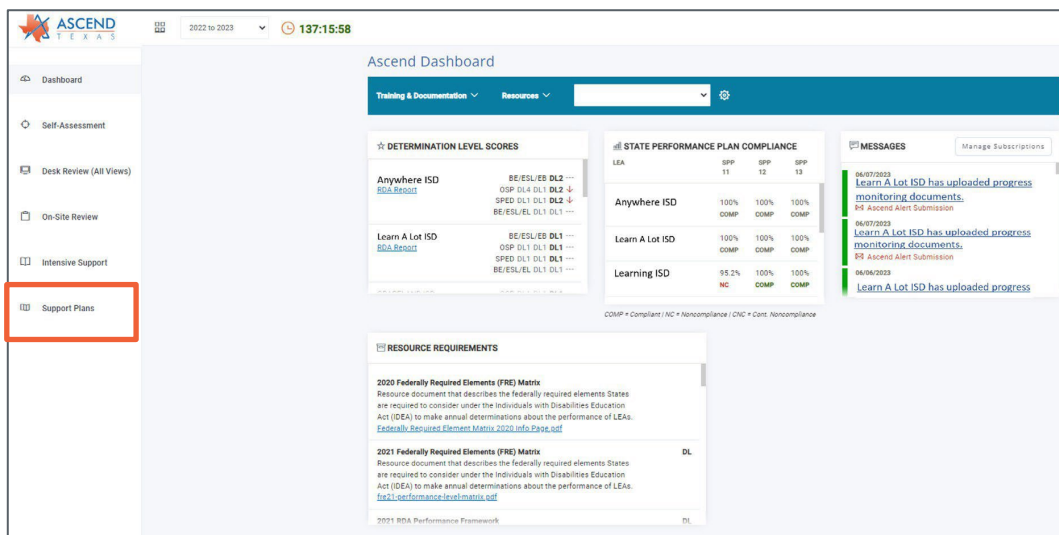 ASCEND
TEXAS
2022 to 2023
137:15:58
Dashboard
Self-Assessment
Desk Review (All Views)
On-Site Review
Intensive Support
Support Plans
Ascend Dashboard
Training & Documentation
Resources
DETERMINATION LEVEL SCORES
Anywhere ISD
RDA Report
BE/ESL/EB DL2 ---
OSP DL4 DL1 DL2 ↓
SPED DL1 DL1 DL2 ↓
BE/ESL/EL DL1 DL1 ---
Learn A Lot ISD
RDA Report
BE/ESL/EB DL1 ---
OSP DL1 DL1 DL1 ---
SPED DL1 DL1 DL1 ---
BE/ESL/EL DL1 DL1 ---
STATE PERFORMANCE PLAN COMPLIANCE
LEA SPP SPP SPP
11 12 13
Anywhere ISD 100% 100% 100%
COMP COMP COMP
Learn A Lot ISD 100% 100% 100%
COMP COMP COMP
Learning ISD 95.2% 100% 100%
NC COMP COMP
COMP = Compliant | NC = Noncompliance | CNC = Cont. Noncompliance
MESSAGES
Manage Subscriptions
06/07/2023
Learn A Lot ISD has uploaded progress
monitoring documents.
Ascend Alert Submission
06/07/2023
Learn A Lot ISD has uploaded progress
monitoring documents.
Ascend Alert Submission
06/06/2023
Learn A Lot ISD has uploaded progress
RESOURCE REQUIREMENTS
2020 Federally Required Elements (FRE) Matrix
Resource document that describes the federally required elements States
are required to consider under the Individuals with Disabilities Education
Act (IDEA) to make annual determinations about the performance of LEAs.
Federally Required Element Matrix 2020 Info Page.pdf
2021 Federally Required Elements (FRE) Matrix DL
Resource document that describes the federally required elements States
are required to consider under the Individuals with Disabilities Education
Act (IDEA) to make annual determinations about the performance of LEAs.
fre21-performance-level-matrix.pdf
2021 RDA Performance Framework DL